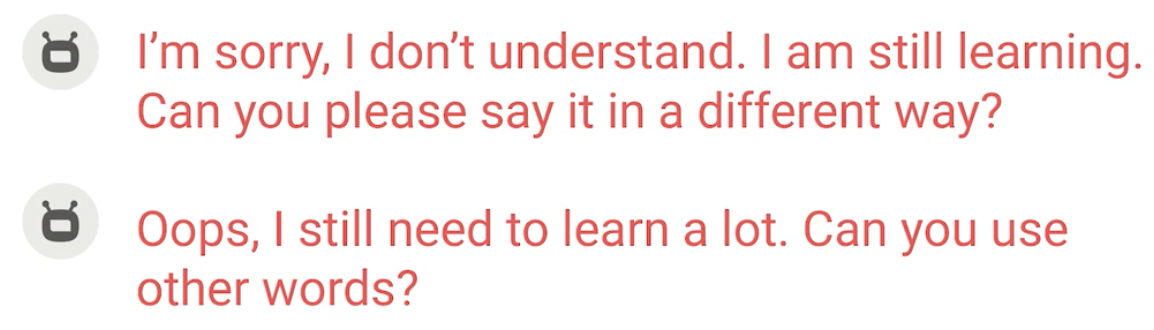 I'm sorry, I don't understand. I am still learning.
Can you please say it in a different way?
Oops, I still need to learn a lot. Can you use
other words?